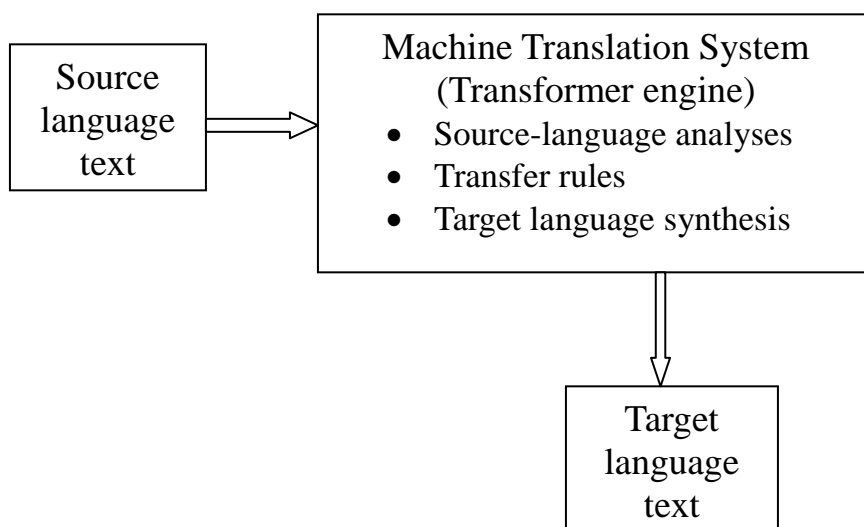 Source
language
text
Machine Translation System
(Transformer engine)
• Source-language analyses
• Transfer rules
• Target language synthesis
Target
language
text